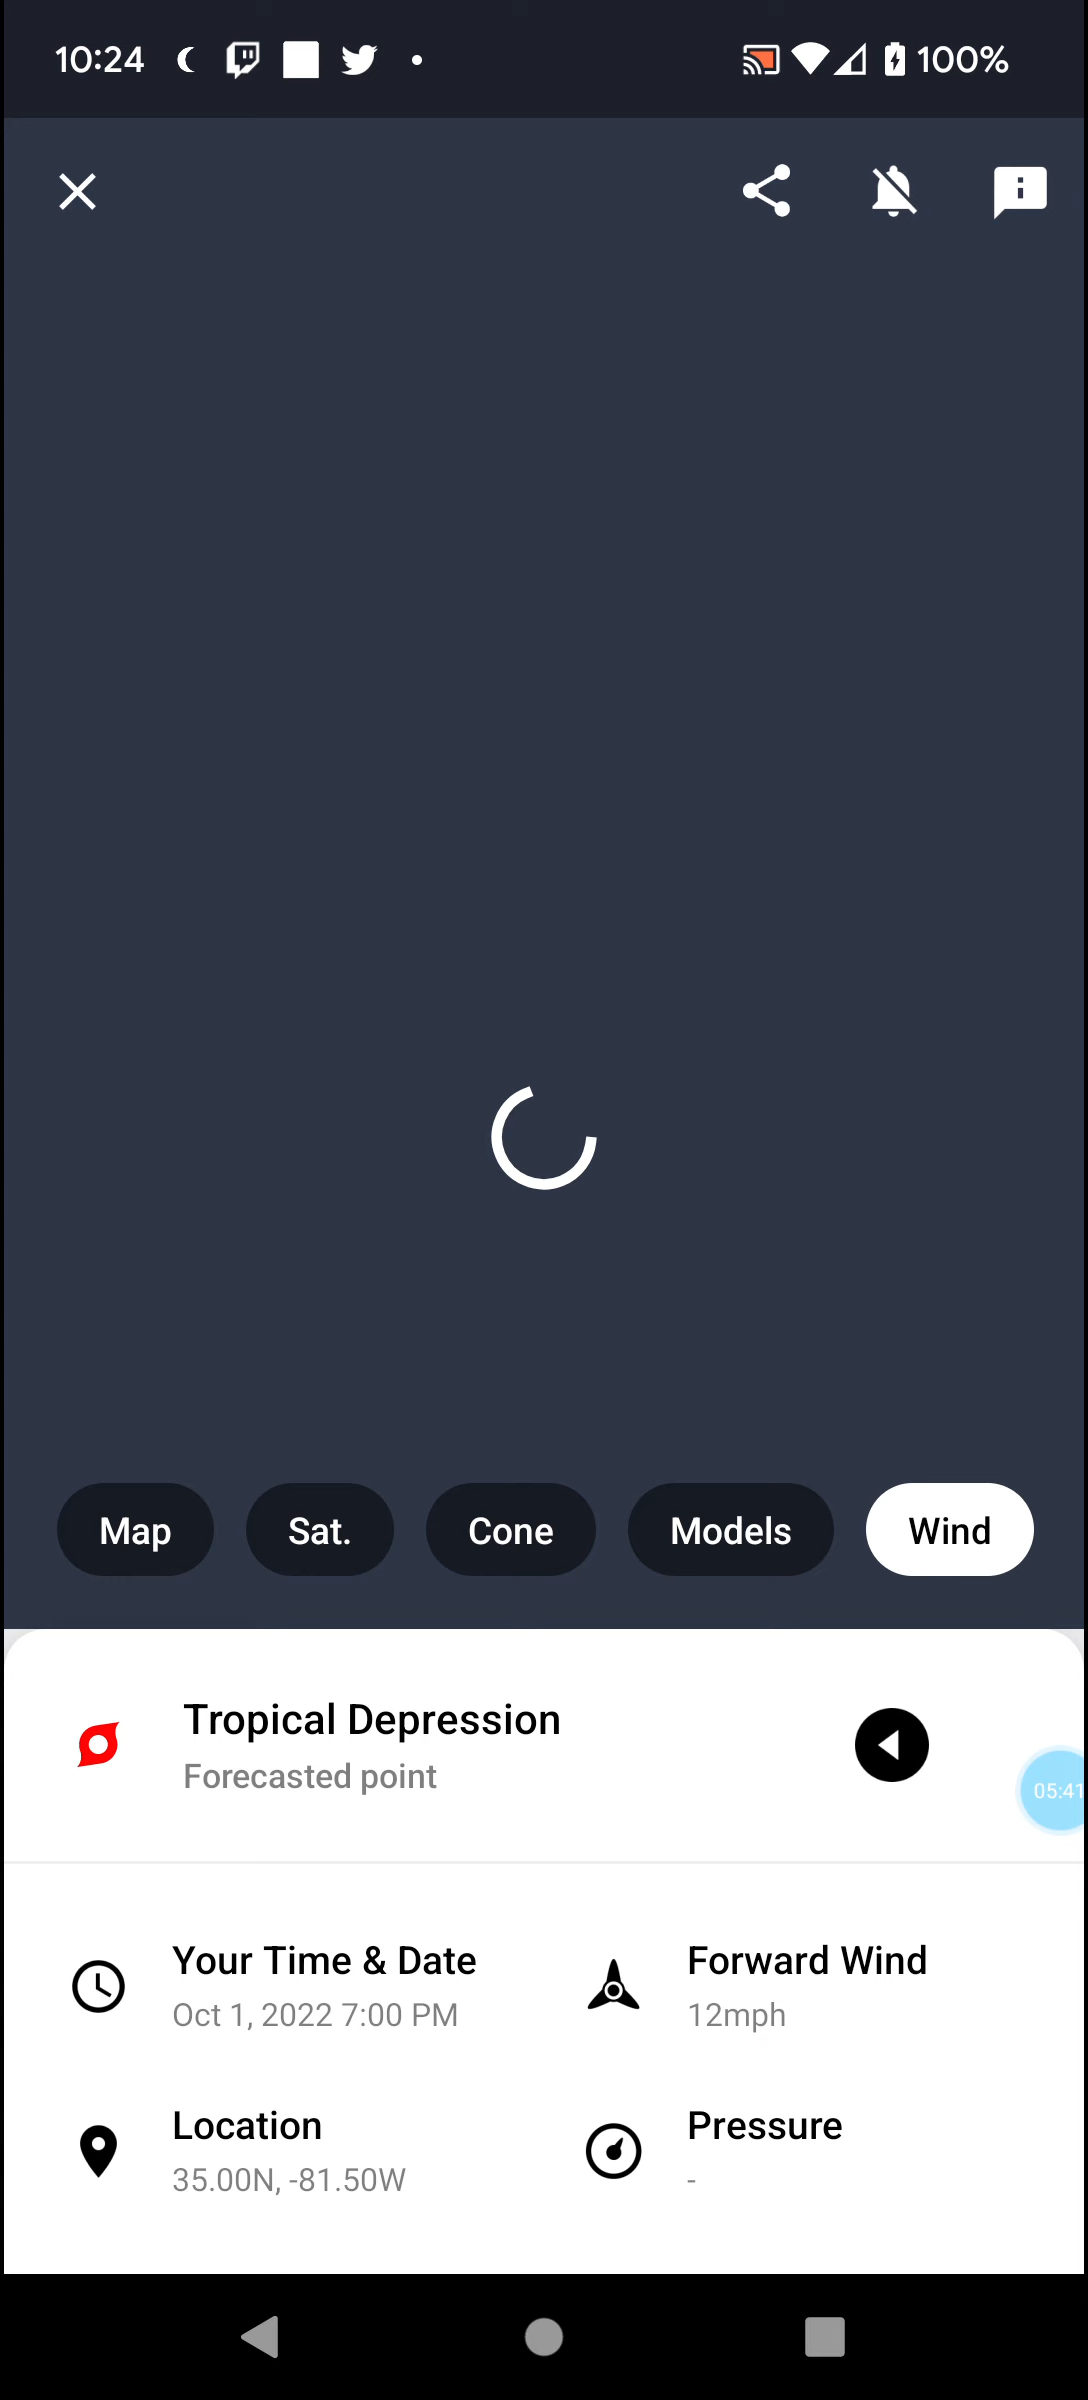 10:24
100%
Map Sat. Cone Models Wind
Tropical Depression
Forecasted point
05:41
Your Time & Date
Oct 1, 2022 7:00 PM
Forward Wind
12mph
Location
35.00N, -81.50W
Pressure
-